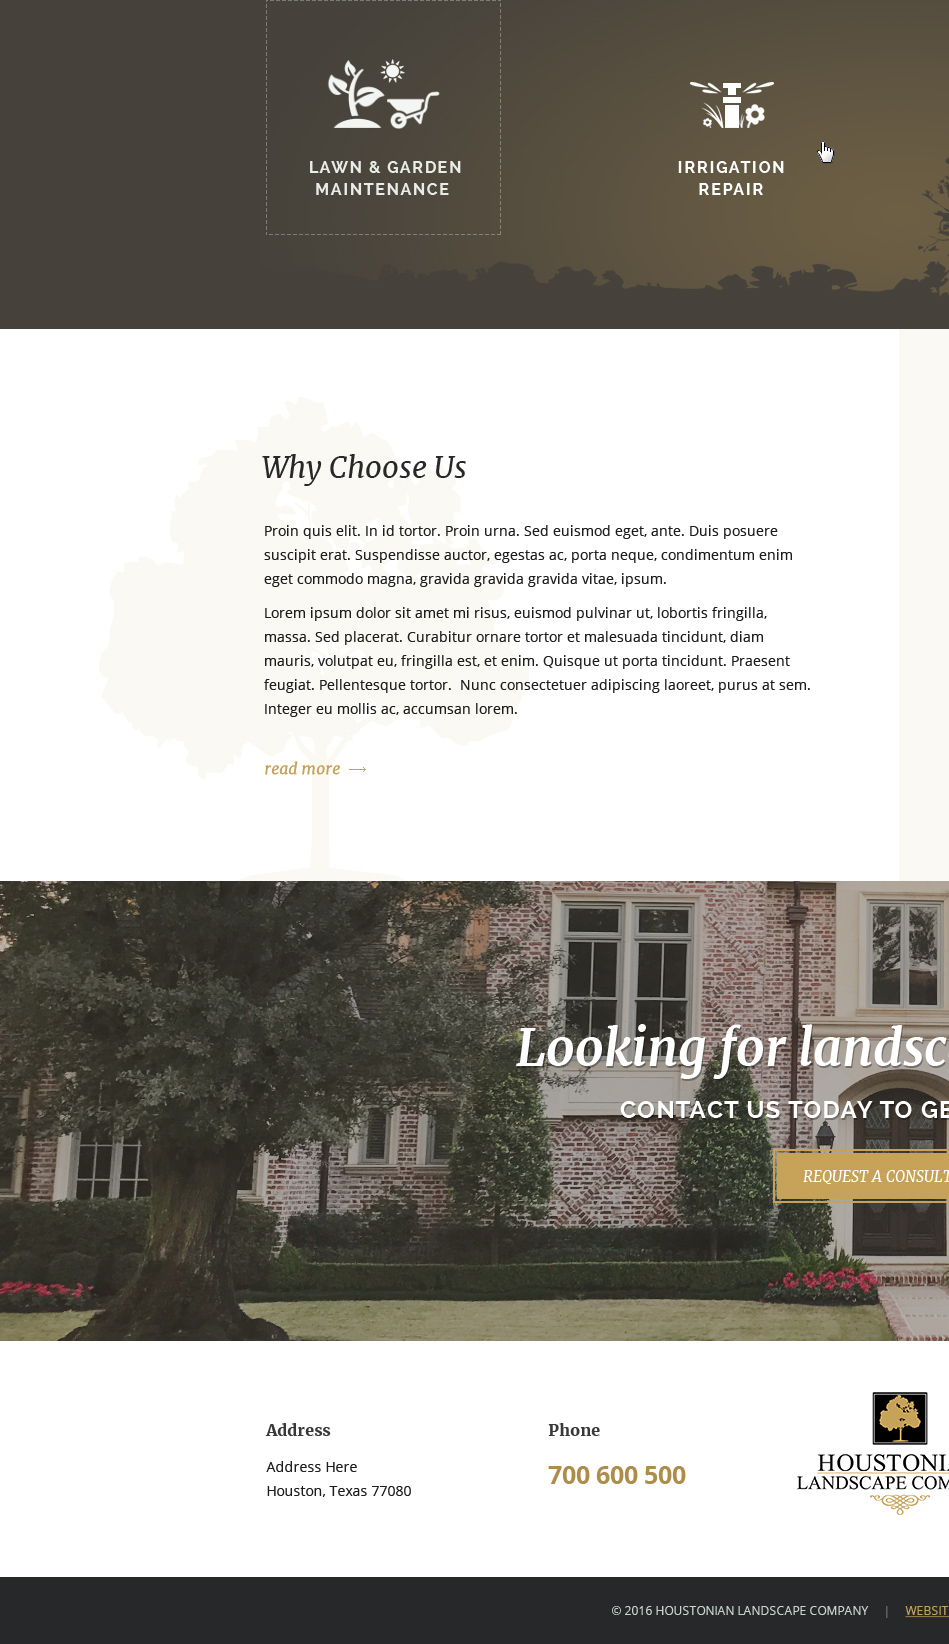 LAWN & GARDEN
MAINTENANCE
IRRIGATION
REPAIR
Why Choose Us
Proin quis elit. In id tortor. Proin urna. Sed euismod eget, ante. Duis posuere
suscipit erat. Suspendisse auctor, egestas ac, porta neque, condimentum enim
eget commodo magna, gravida gravida gravida vitae, ipsum.
Lorem ipsum dolor sit amet mi risus, euismod pulvinar ut, lobortis fringilla,
massa. Sed placerat. Curabitur ornare tortor et malesuada tincidunt, diam
mauris, volutpat eu, fringilla est, et enim. Quisque ut porta tincidunt. Praesent
feugiat. Pellentesque tortor.  Nunc consectetuer adipiscing laoreet, purus at sem.
Integer eu mollis ac, accumsan lorem.
read more
Looking for landsc
CONTACT US TODAY TO GE
REQUEST A CONSULT
Address
Address Here
Houston, Texas 77080
Phone
700 600 500
HOUSTONI
LANDSCAPE COM
© 2016 HOUSTONIAN LANDSCAPE COMPANY | WEBSIT